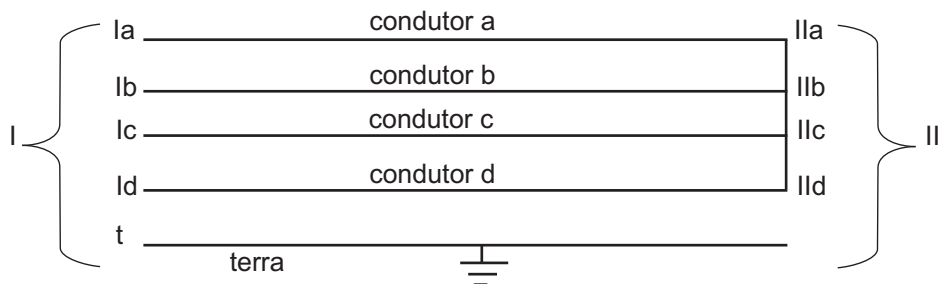 Ia condutor a IIa
Ib condutor b IIb
Ic condutor c IIc
I II
Id condutor d IId
t
terra